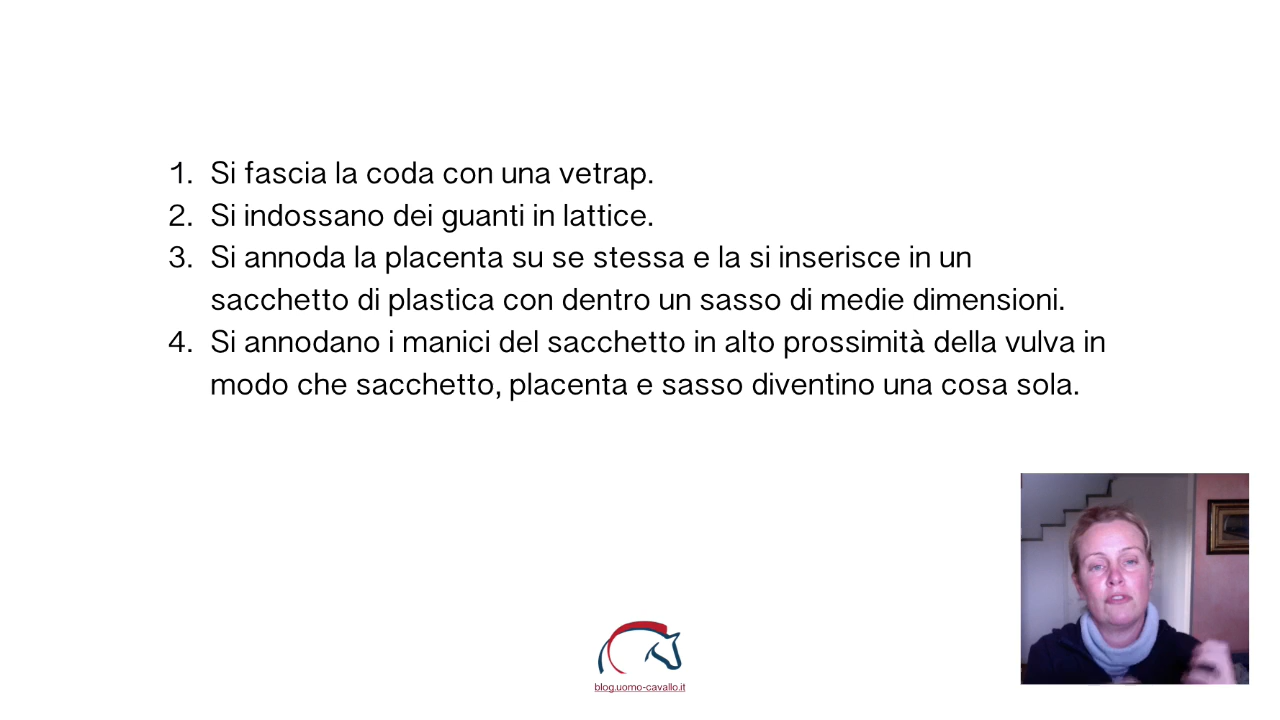 1. Si fascia la coda con una vetrap.
2. Si indossano dei guanti in lattice.
3. Si annoda la placenta su se stessa e la si inserisce in un
sacchetto di plastica con dentro un sasso di medie dimensioni.
4. Si annodano i manici del sacchetto in alto prossimità della vulva in
modo che sacchetto, placenta e sasso diventino una cosa sola.
blog.uomo-cavallo.it